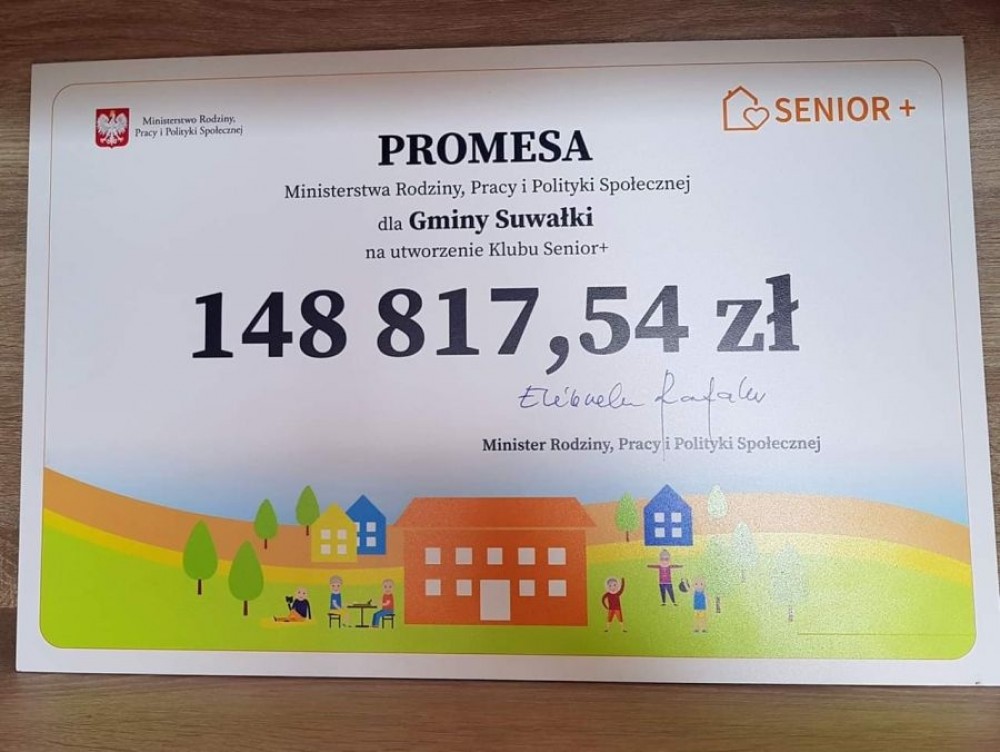 Ministerstwo Rodziny,
Pracy i Polityki Społecznej
SENIOR +
PROMESA
Ministerstwa Rodziny, Pracy i Polityki Społecznej
dla Gminy Suwałki
na utworzenie Klubu Senior+
148 817,54 zł
Minister Rodziny, Pracy i Polityki Społecznej